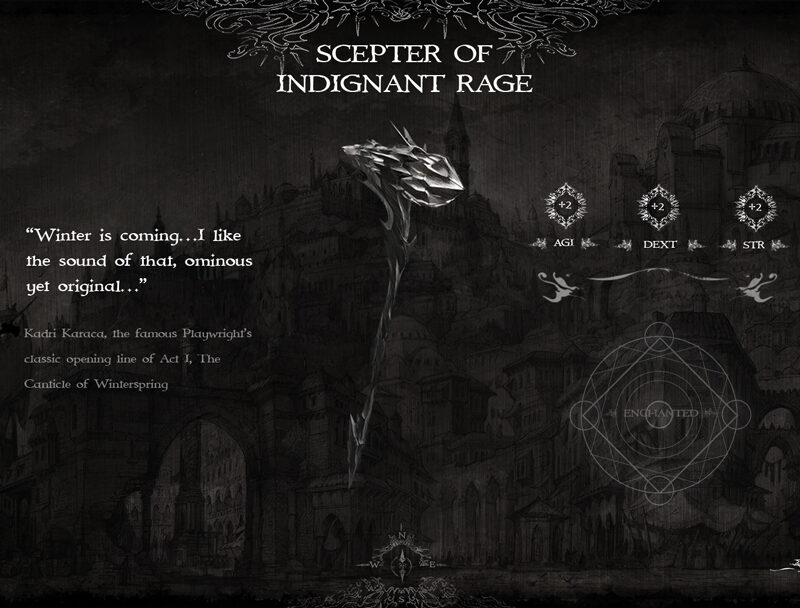 SCEPTER OF
INDIGNANT RAGE
“Winter is coming...I like
the sound of that, ominous
yet original...”
Kadri Karaca, the famous Playwright's
classic opening line of Act I, The
Canticle of Winterspring
+2
+2
+2
AGI
DEXT
STR
ENCHANTED
N
W
E
S